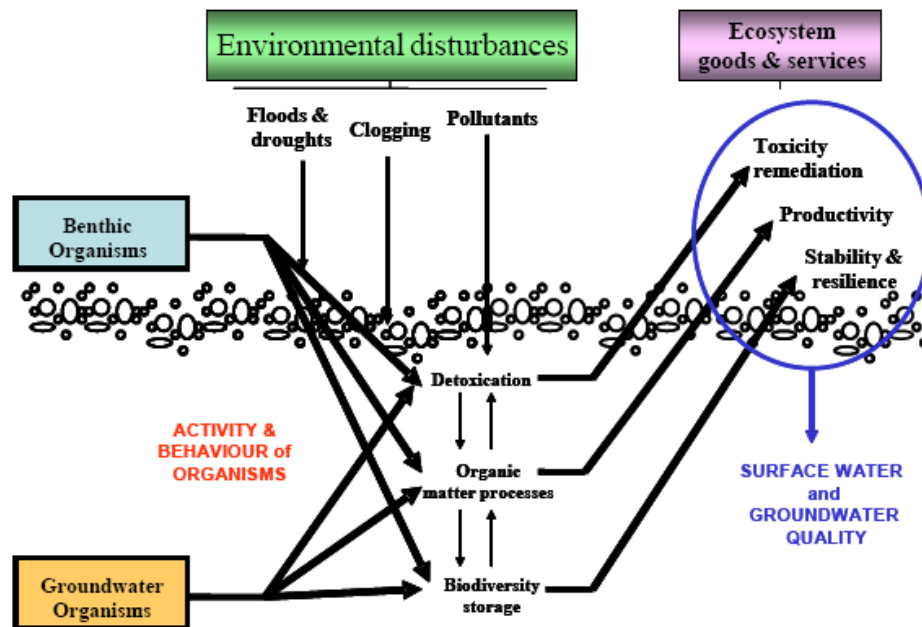 Environmental disturbances
Ecosystem
goods & services
Floods &
droughts
Clogging
Pollutants
Toxicity
remediation
Productivity
Stability &
resilience
Benthic
Organisms
Detoxication
ACTIVITY &
BEHAVIOUR of
ORGANISMS
Organic
matter processes
SURFACE WATER
and
GROUNDWATER
QUALITY
Groundwater
Organisms
Biodiversity
storage